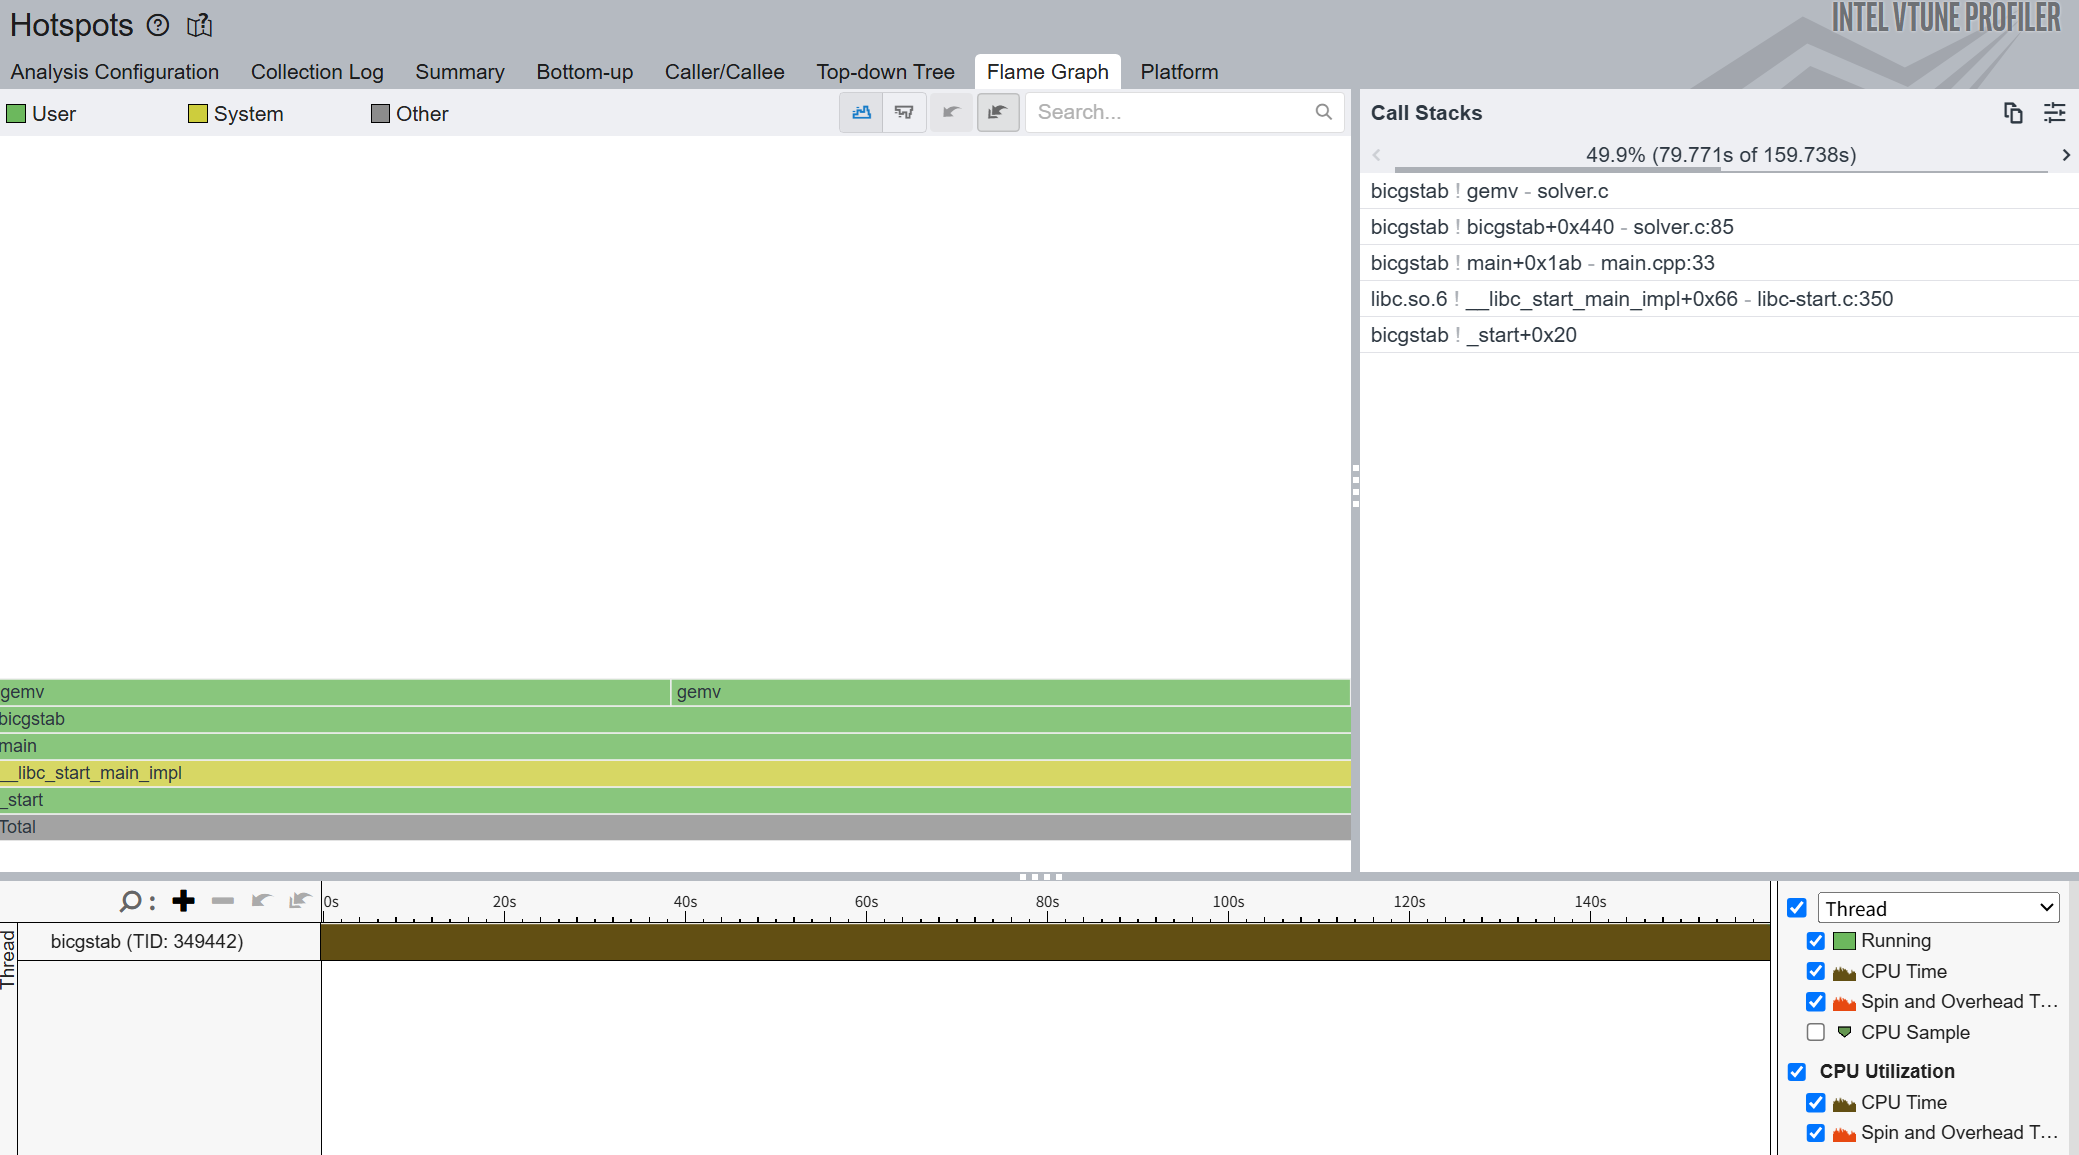 Hotspots
INTEL VTUNE PROFILER
Analysis Configuration Collection Log Summary Bottom-up Caller/Callee Top-down Tree Flame Graph Platform
User System Other Search...
Call Stacks
49.9% (79.771s of 159.738s)
bicgstab ! gemv - solver.c
bicgstab ! bicgstab+0x440 - solver.c:85
bicgstab ! main+0x1ab - main.cpp:33
libc.so.6 ! __libc_start_main_impl+0x66 - libc-start.c:350
bicgstab ! _start+0x20
gemv gemv
bicgstab
main
__libc_start_main_impl
_start
Total
0s 20s 40s 60s 80s 100s 120s 140s
Thread
bicgstab (TID: 349442)
Thread
Running
CPU Time
Spin and Overhead T...
CPU Sample
CPU Utilization
CPU Time
Spin and Overhead T...